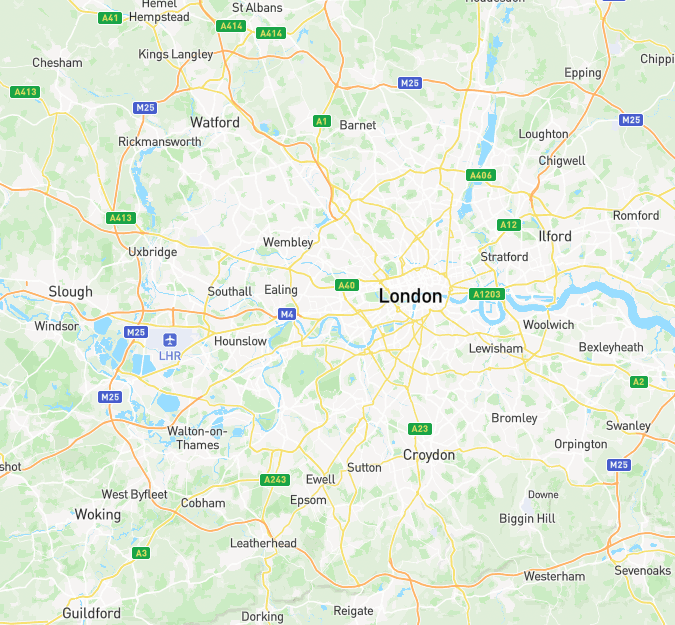 Hemel
Hempstead
St Albans
Hoddesdon
A41
A414
A414
Kings Langley
Chesham
M25
Epping
A413
M25
M25
Watford
A1
Barnet
Rickmansworth
Loughton
Chigwell
A406
A413
Romford
A12
Ilford
Wembley
Uxbridge
Stratford
Slough
Southall
Ealing
A40
London
A1203
M4
Windsor
M25
Hounslow
LHR
Woolwich
Lewisham
Bexleyheath
A2
M25
Bromley
Swanley
Walton-on-
Thames
A23
Orpington
Croydon
M25
Sutton
A243
Ewell
West Byfleet
Epsom
Cobham
Downe
Woking
Biggin Hill
Leatherhead
A3
Westerham
Sevenoaks
Guildford
Dorking
Reigate